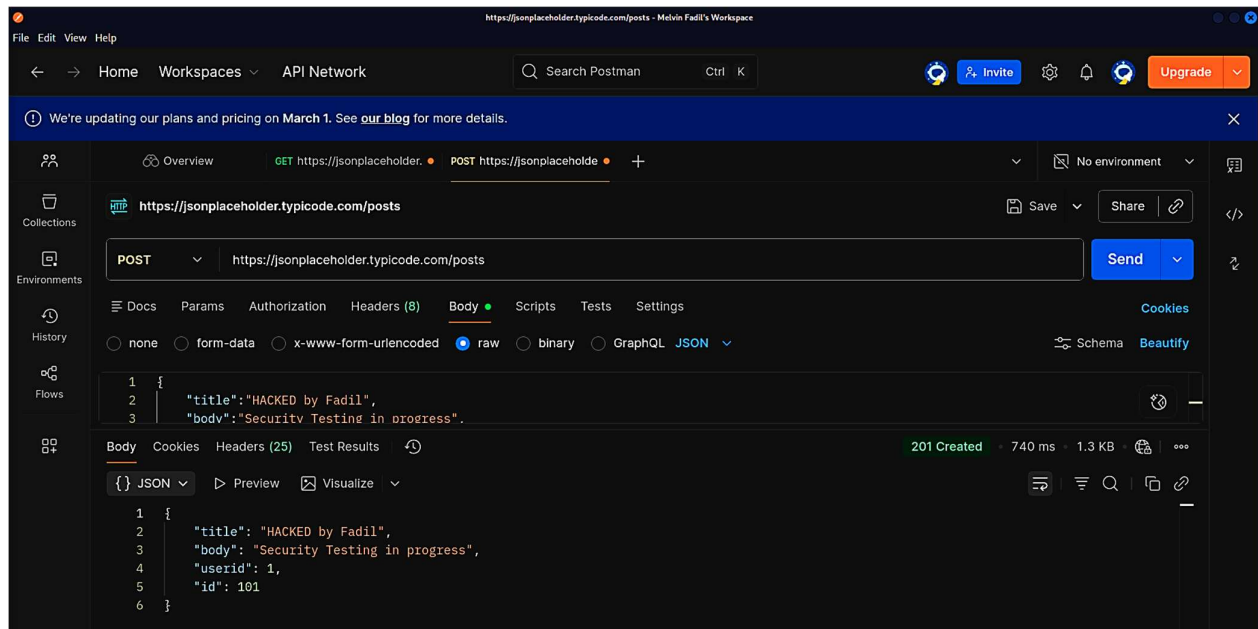 https://jsonplaceholder.typicode.com/posts - Melvin Fadil's Workspace
File Edit View Help
Home Workspaces API Network Search Postman Ctrl K Invite Upgrade
We're updating our plans and pricing on March 1. See our blog for more details.
Overview GET https://jsonplaceholder. POST https://jsonplaceholde No environment
Collections
Environments
History
Flows
HTTP https://jsonplaceholder.typicode.com/posts Save Share
POST https://jsonplaceholder.typicode.com/posts Send
Docs Params Authorization Headers (8) Body Scripts Tests Settings Cookies
none form-data x-www-form-urlencoded raw binary GraphQL JSON Schema Beautify
1 {
2 "title":"HACKED by Fadil",
3 "body":"Security Testing in progress",
Body Cookies Headers (25) Test Results 201 Created 740 ms 1.3 KB
{} JSON Preview Visualize
1 {
2 "title": "HACKED by Fadil",
3 "body": "Security Testing in progress",
4 "userid": 1,
5 "id": 101
6 }